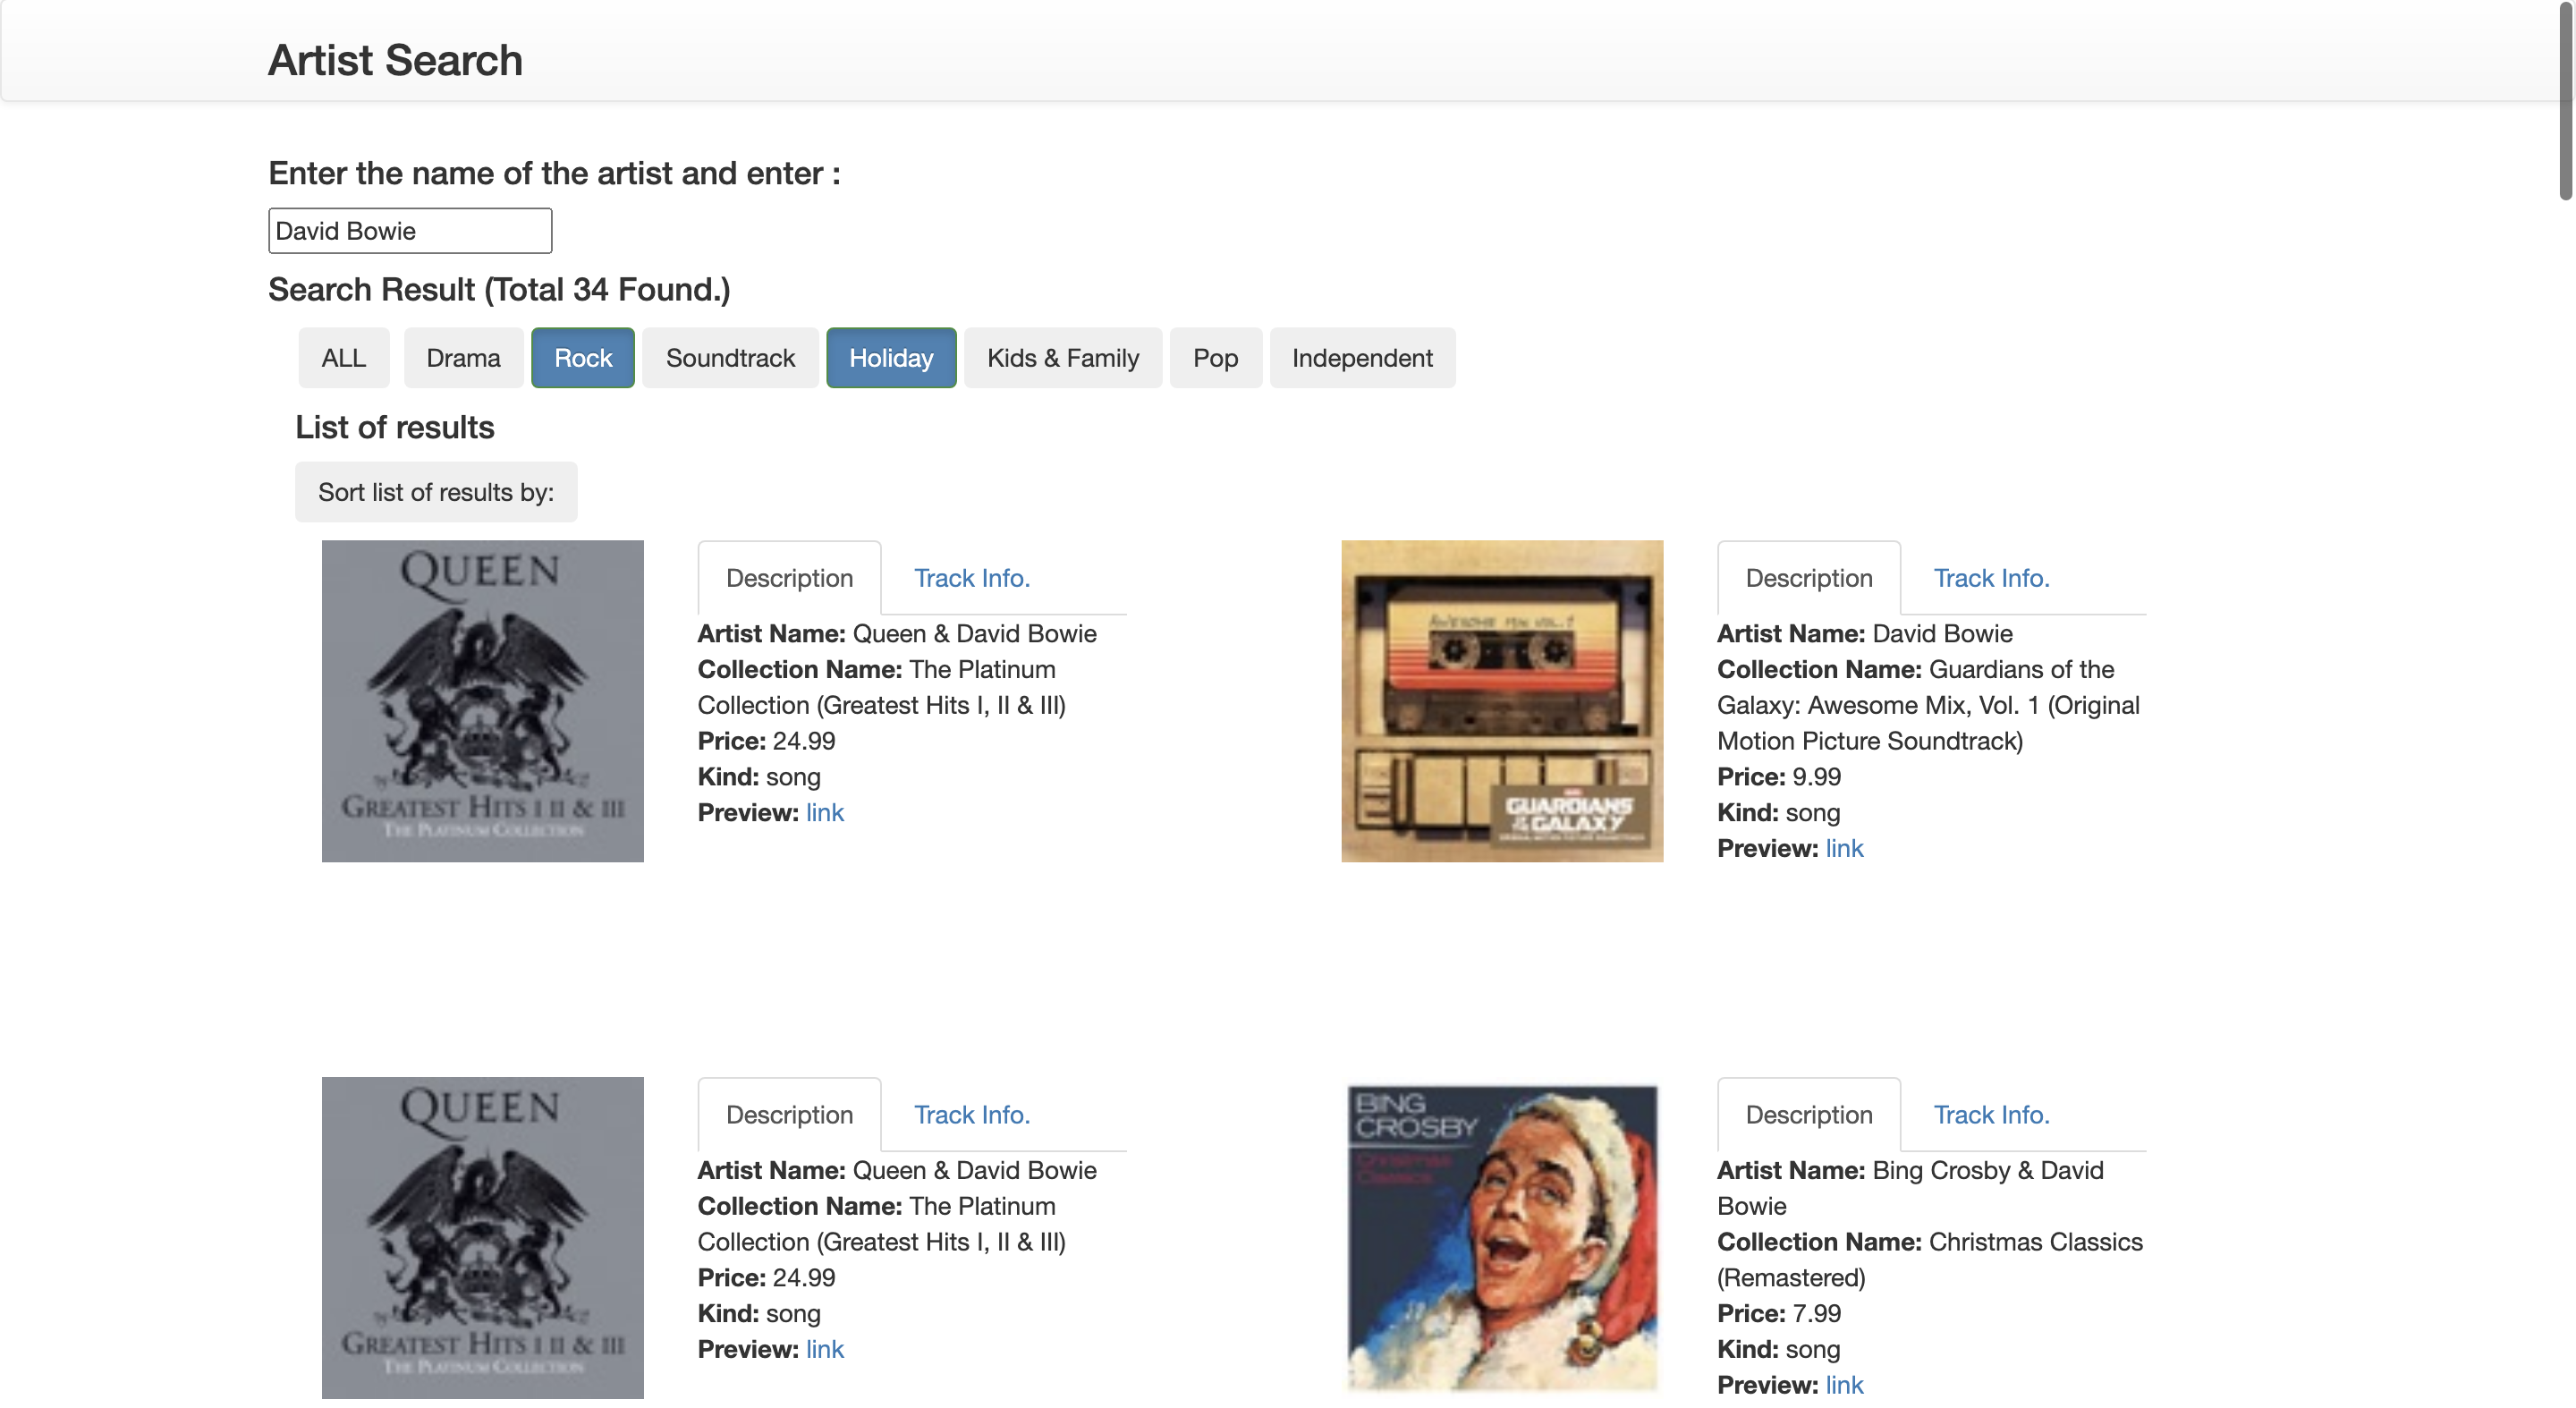 Artist Search
Enter the name of the artist and enter :
David Bowie
Search Result (Total 34 Found.)
ALL Drama Rock Soundtrack Holiday Kids & Family Pop Independent
List of results
Sort list of results by:
QUEEN
GREATEST HITS I II & III
THE PLATINUM COLLECTION
Description Track Info.
Artist Name: Queen & David Bowie
Collection Name: The Platinum
Collection (Greatest Hits I, II & III)
Price: 24.99
Kind: song
Preview: link
AWESOME MIX VOL. 1
GUARDIANS
OF THE
GALAXY
Description Track Info.
Artist Name: David Bowie
Collection Name: Guardians of the
Galaxy: Awesome Mix, Vol. 1 (Original
Motion Picture Soundtrack)
Price: 9.99
Kind: song
Preview: link
QUEEN
GREATEST HITS I II & III
THE PLATINUM COLLECTION
Description Track Info.
Artist Name: Queen & David Bowie
Collection Name: The Platinum
Collection (Greatest Hits I, II & III)
Price: 24.99
Kind: song
Preview: link
BING
CROSBY
Christmas
Classics
Description Track Info.
Artist Name: Bing Crosby & David
Bowie
Collection Name: Christmas Classics
(Remastered)
Price: 7.99
Kind: song
Preview: link